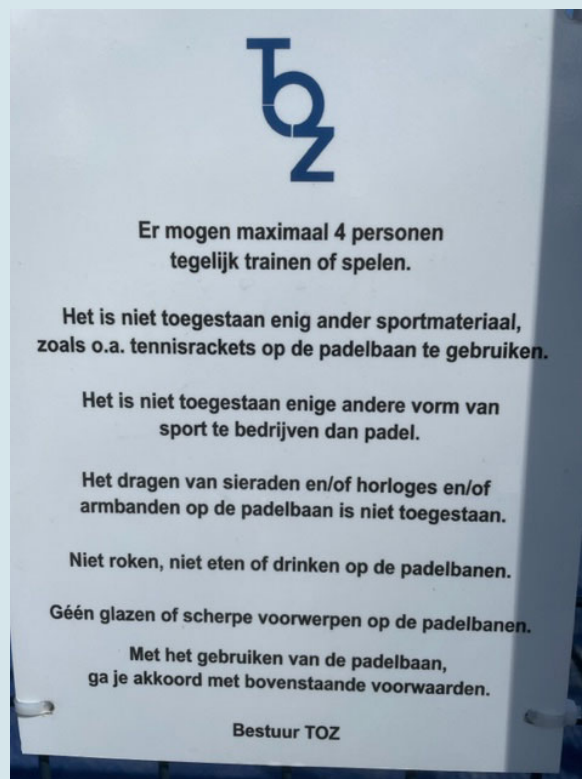 TOZ
Er mogen maximaal 4 personen
tegelijk trainen of spelen.
Het is niet toegestaan enig ander sportmateriaal,
zoals o.a. tennisrackets op de padelbaan te gebruiken.
Het is niet toegestaan enige andere vorm van
sport te bedrijven dan padel.
Het dragen van sieraden en/of horloges en/of
armbanden op de padelbaan is niet toegestaan.
Niet roken, niet eten of drinken op de padelbanen.
Géén glazen of scherpe voorwerpen op de padelbanen.
Met het gebruiken van de padelbaan,
ga je akkoord met bovenstaande voorwaarden.
Bestuur TOZ